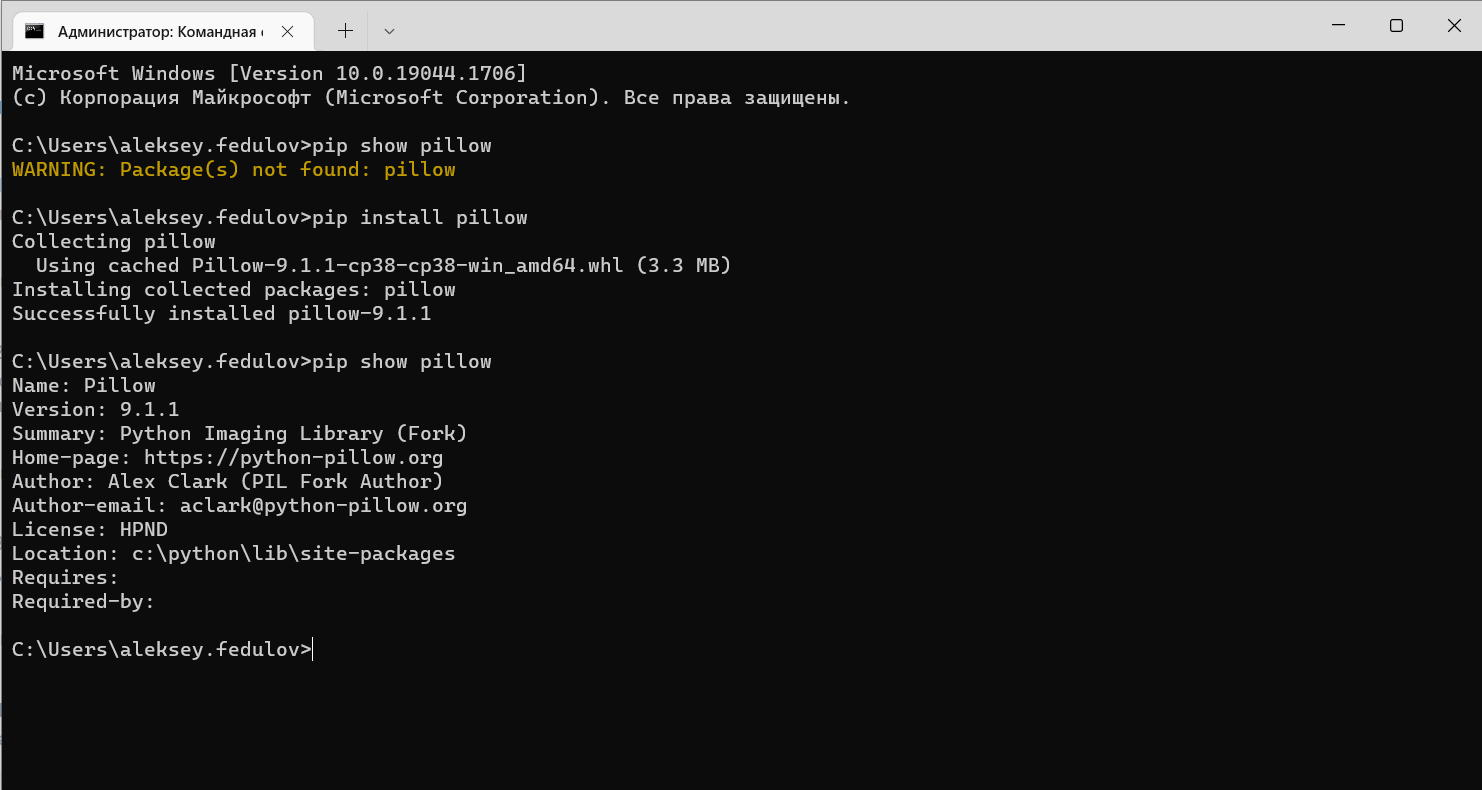 Администратор: Командная
Microsoft Windows [Version 10.0.19044.1706]
(c) Корпорация Майкрософт (Microsoft Corporation). Все права защищены.
C:\Users\aleksey.fedulov>pip show pillow
WARNING: Package(s) not found: pillow
C:\Users\aleksey.fedulov>pip install pillow
Collecting pillow
  Using cached Pillow-9.1.1-cp38-cp38-win_amd64.whl (3.3 MB)
Installing collected packages: pillow
Successfully installed pillow-9.1.1
C:\Users\aleksey.fedulov>pip show pillow
Name: Pillow
Version: 9.1.1
Summary: Python Imaging Library (Fork)
Home-page: https://python-pillow.org
Author: Alex Clark (PIL Fork Author)
Author-email: aclark@python-pillow.org
License: HPND
Location: c:\python\lib\site-packages
Requires:
Required-by:
C:\Users\aleksey.fedulov>